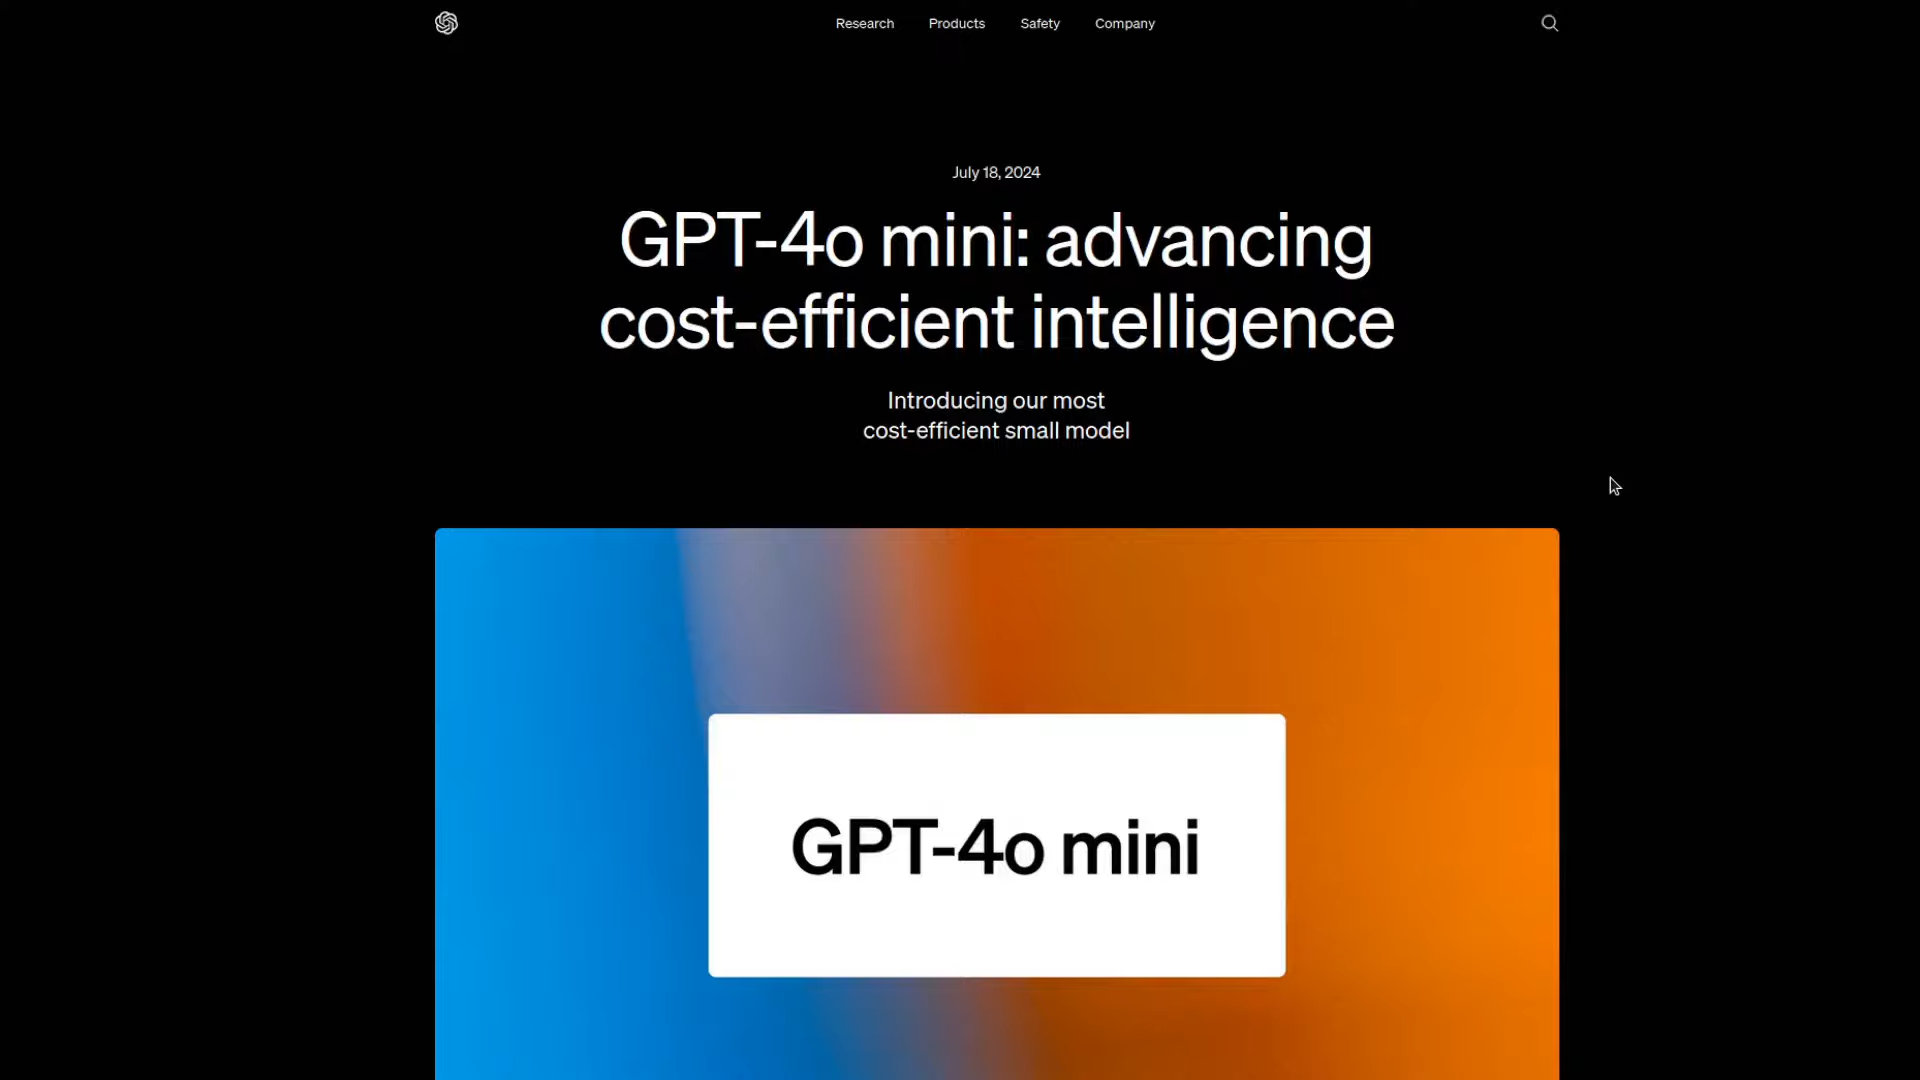 Research Products Safety Company
July 18, 2024
GPT-4o mini: advancing
cost-efficient intelligence
Introducing our most
cost-efficient small model
GPT-4o mini